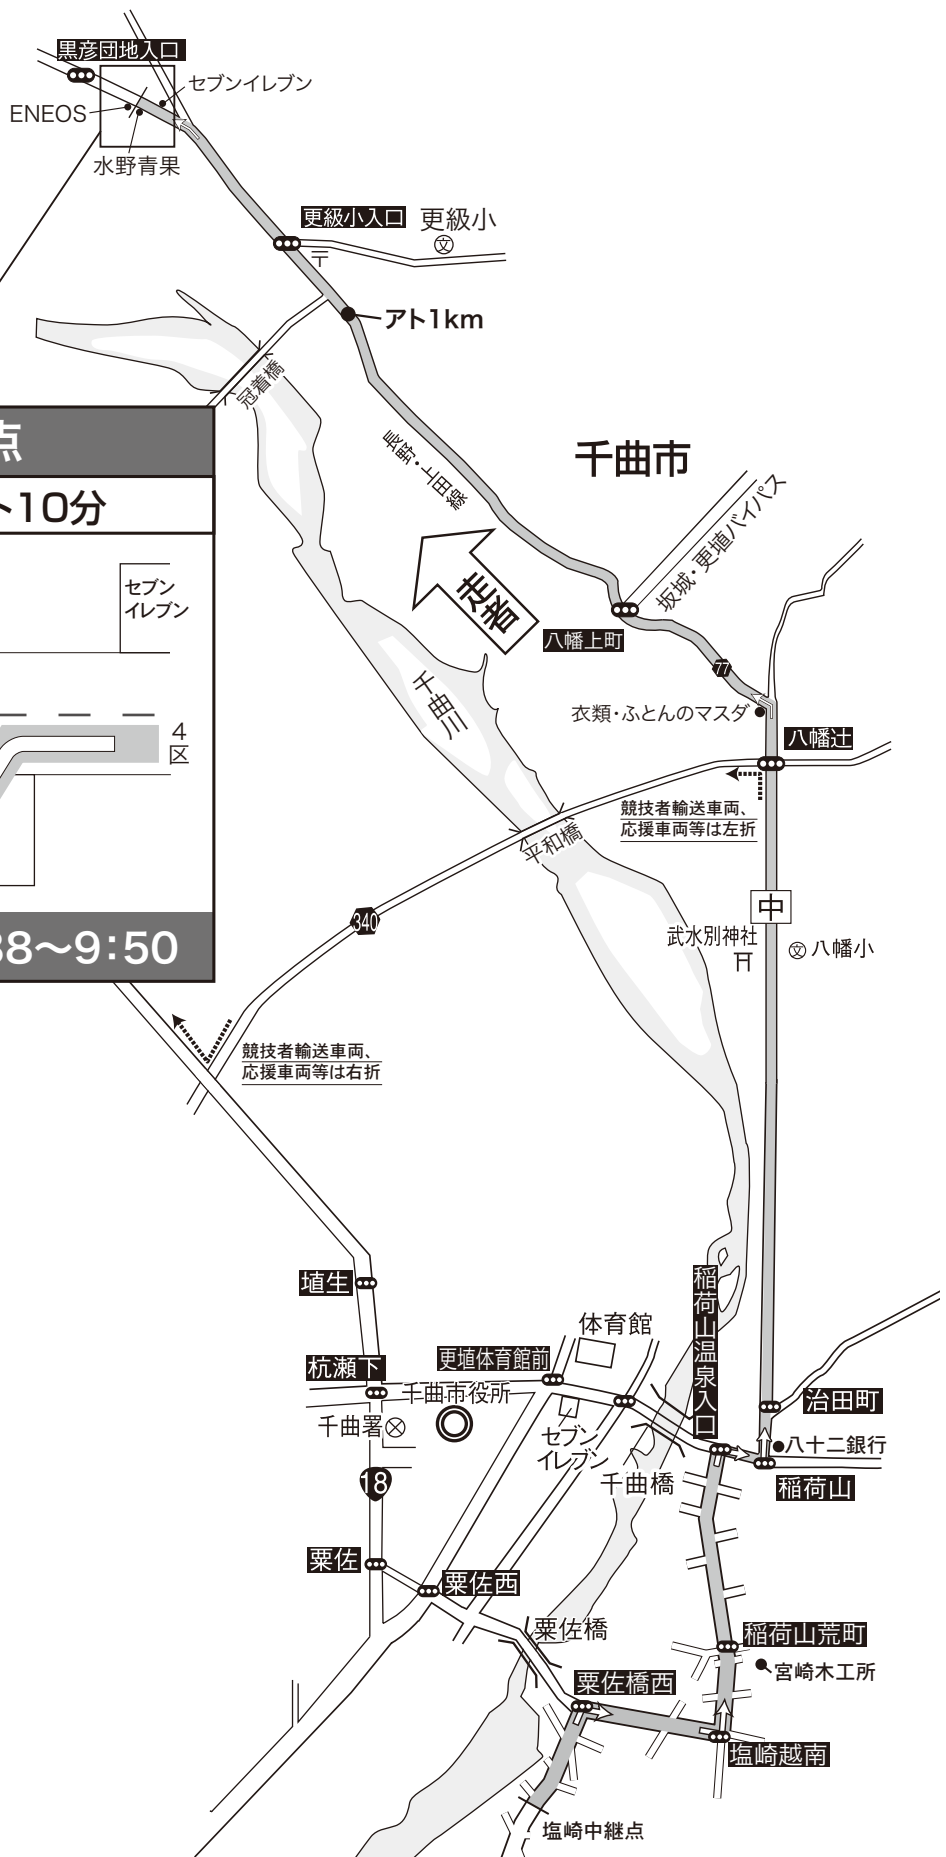 黒彦団地入口
セブンイレブン
ENEOS
水野青果
更級小入口
更級小
文
〒
アト1km
冠着橋
長野・上田線
千曲市
坂城・更埴バイパス
走者
八幡上町
77
衣類・ふとんのマスダ
八幡辻
競技者輸送車両、
応援車両等は左折
千曲川
平和橋
340
中
武水別神社
文
八幡小
点
ト10分
セブン
イレブン
4
区
38〜9:50
競技者輸送車両、
応援車両等は右折
埴生
杭瀬下
千曲市役所
千曲署
18
更埴体育館前
体育館
セブン
イレブン
千曲橋
稲荷山温泉入口
治田町
八十二銀行
稲荷山
粟佐
粟佐西
粟佐橋
粟佐橋西
稲荷山荒町
宮崎木工所
塩崎越南
塩崎中継点